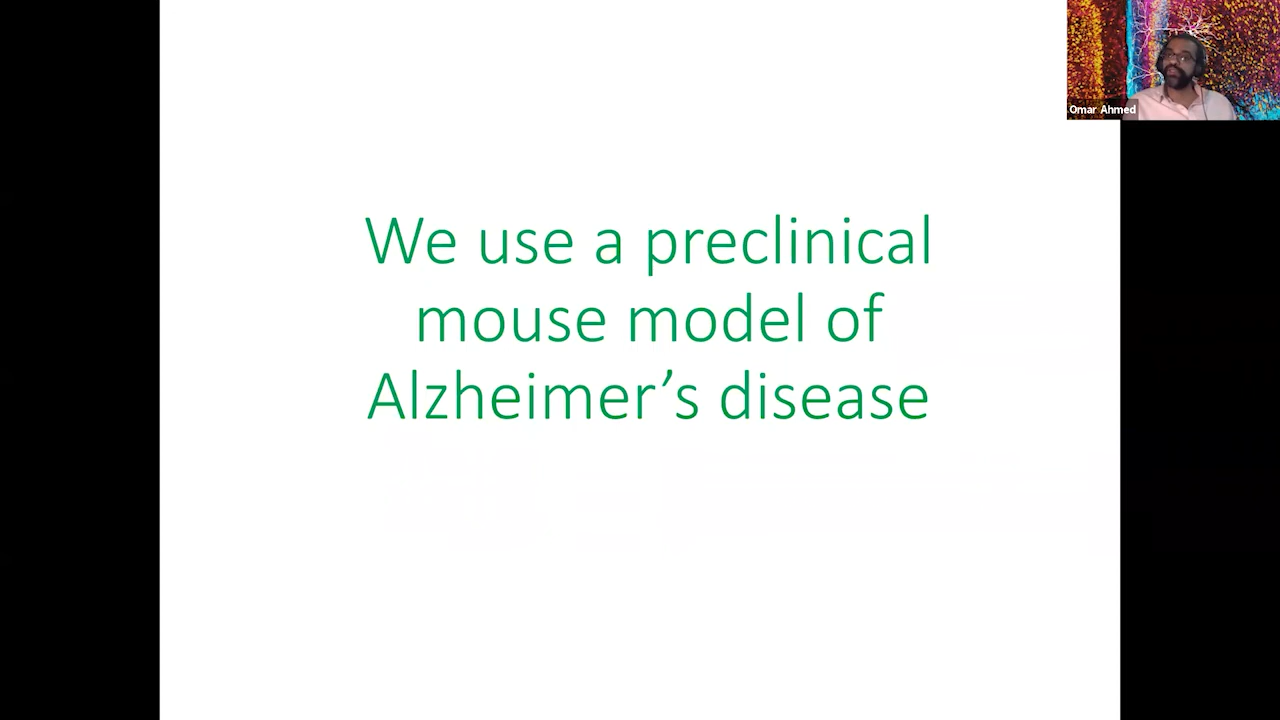 Omar Ahmed
We use a preclinical
mouse model of
Alzheimer’s disease